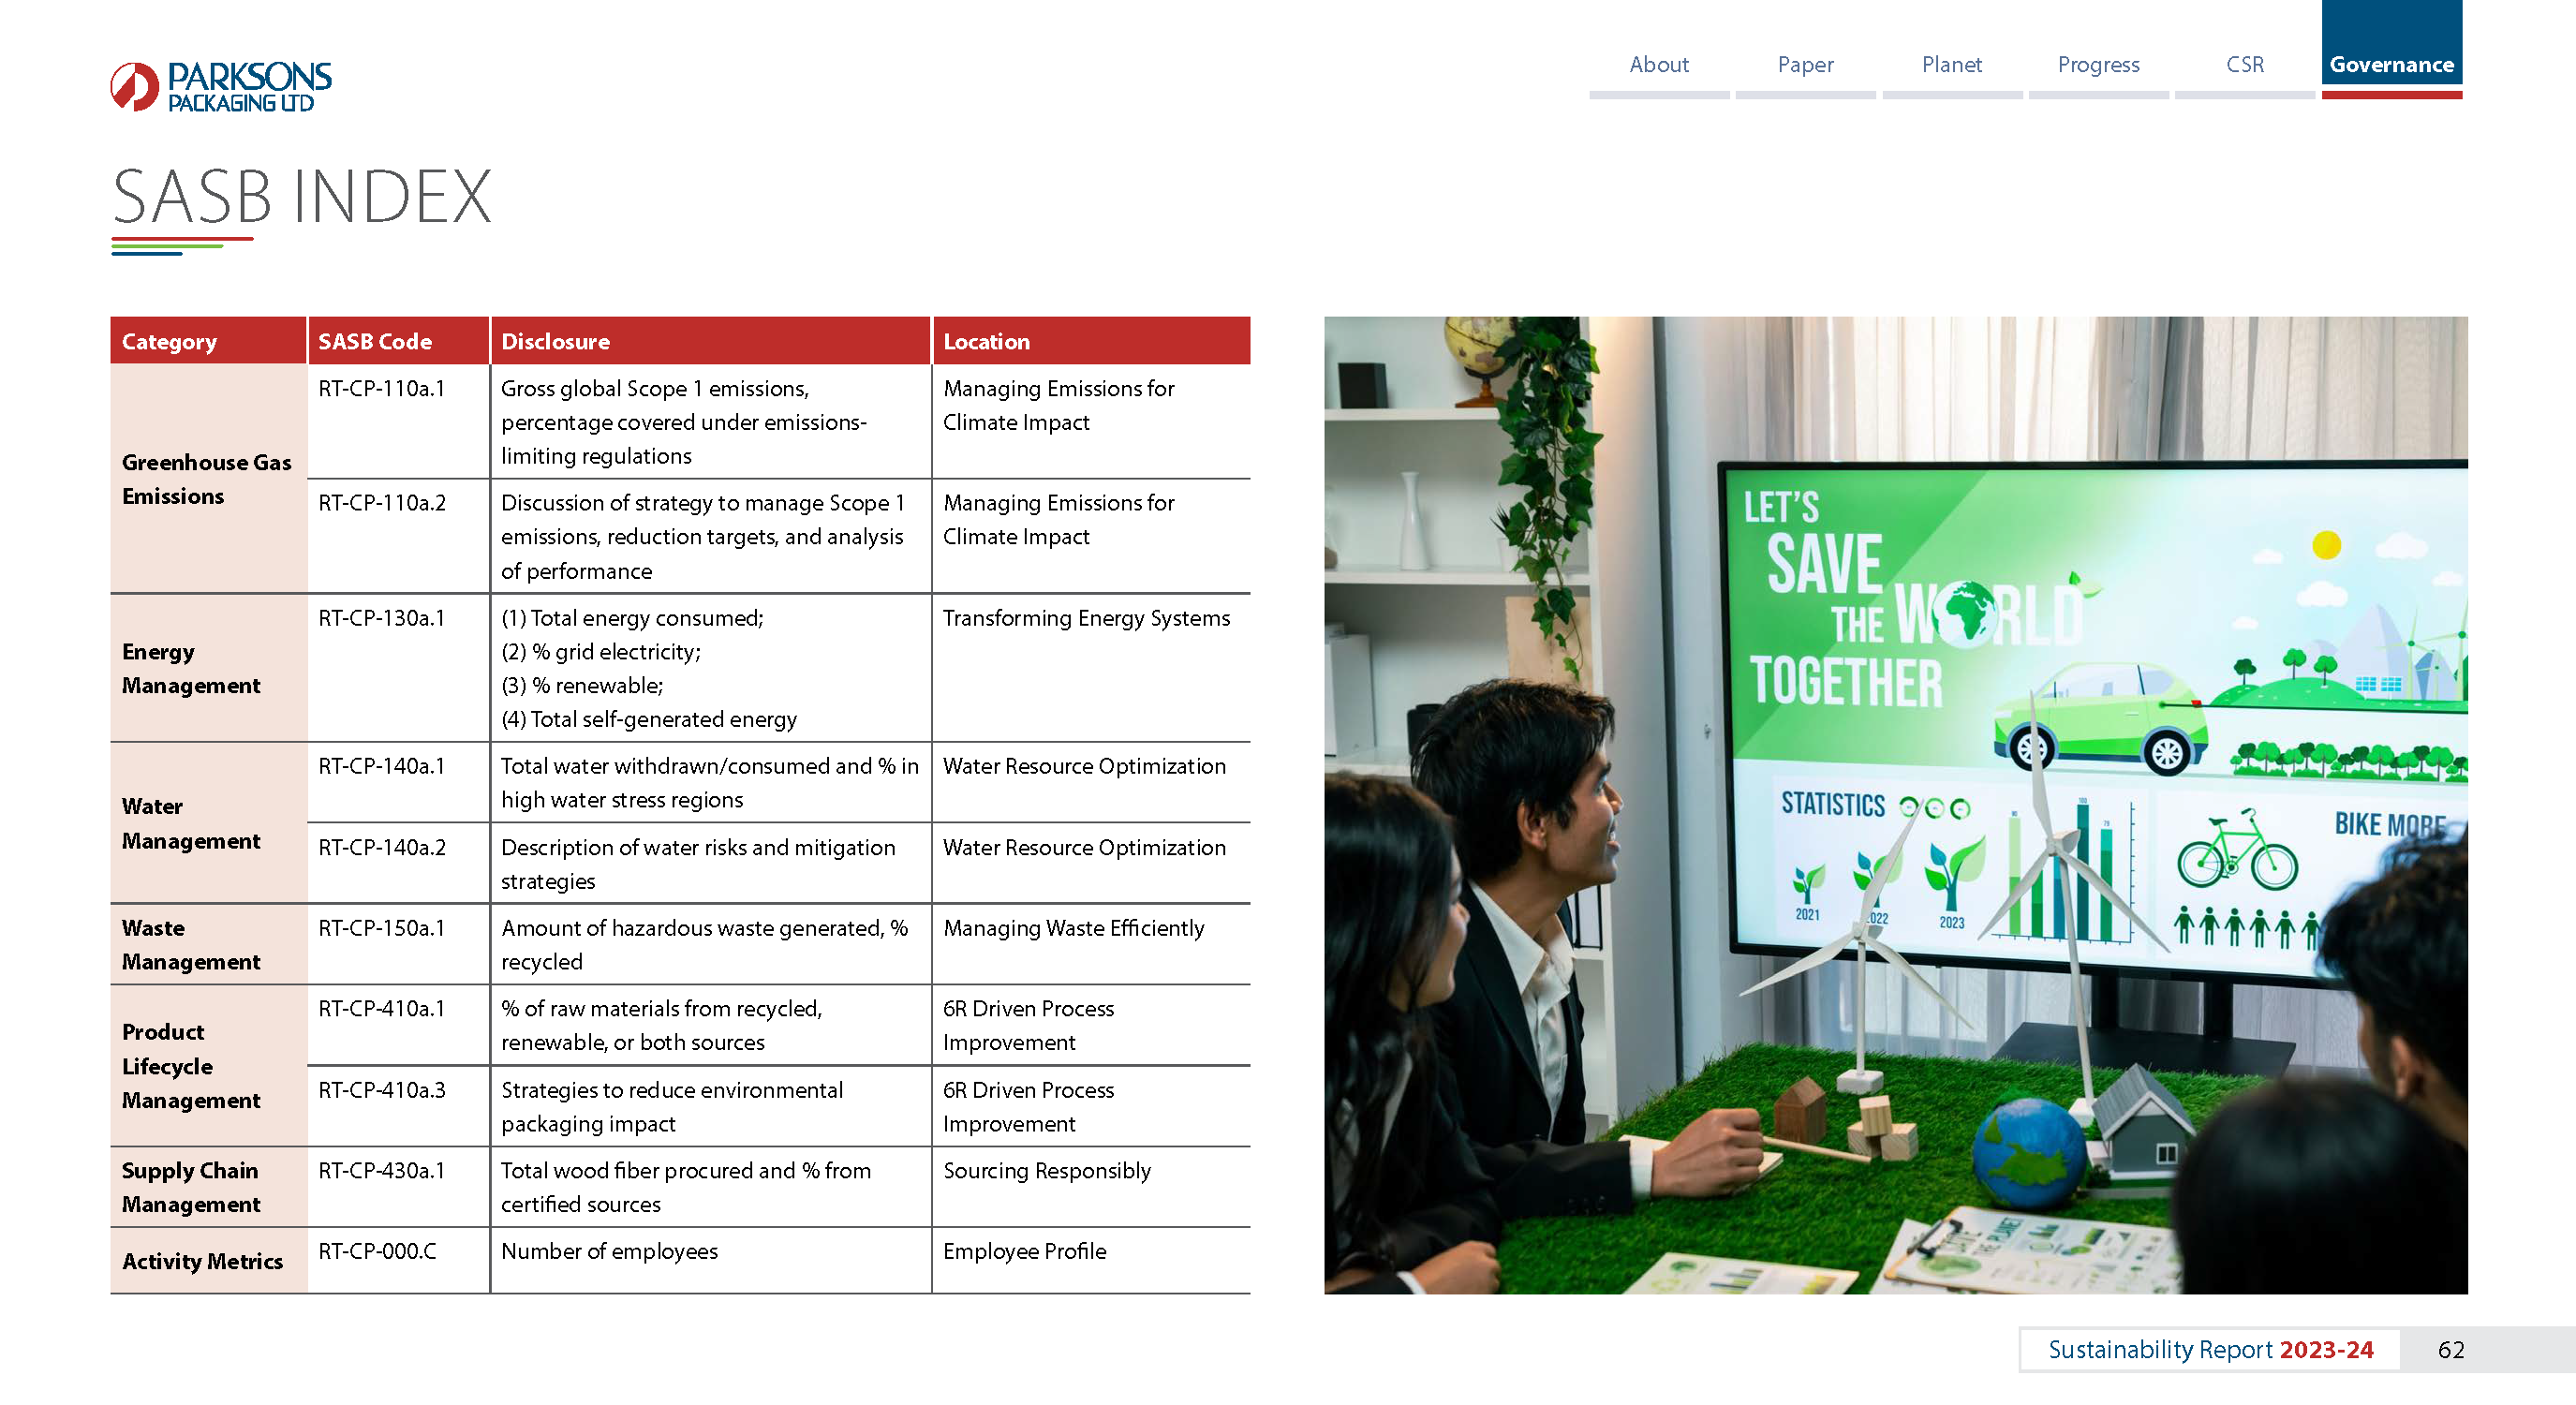 PARKSONS
PACKAGING LTD
About
Paper
Planet
Progress
CSR
Governance
SASB INDEX
Category
SASB Code
Disclosure
Location
Greenhouse Gas
Emissions
RT-CP-110a.1
Gross global Scope 1 emissions,
percentage covered under emissions-
limiting regulations
Managing Emissions for
Climate Impact
RT-CP-110a.2
Discussion of strategy to manage Scope 1
emissions, reduction targets, and analysis
of performance
Managing Emissions for
Climate Impact
Energy
Management
RT-CP-130a.1
(1) Total energy consumed;
(2) % grid electricity;
(3) % renewable;
(4) Total self-generated energy
Transforming Energy Systems
Water
Management
RT-CP-140a.1
Total water withdrawn/consumed and % in
high water stress regions
Water Resource Optimization
RT-CP-140a.2
Description of water risks and mitigation
strategies
Water Resource Optimization
Waste
Management
RT-CP-150a.1
Amount of hazardous waste generated, %
recycled
Managing Waste Efficiently
Product
Lifecycle
Management
RT-CP-410a.1
% of raw materials from recycled,
renewable, or both sources
6R Driven Process
Improvement
RT-CP-410a.3
Strategies to reduce environmental
packaging impact
6R Driven Process
Improvement
Supply Chain
Management
RT-CP-430a.1
Total wood fiber procured and % from
certified sources
Sourcing Responsibly
Activity Metrics
RT-CP-000.C
Number of employees
Employee Profile
LET'S
SAVE
THE WORLD
TOGETHER
STATISTICS
2021
2022
2023
BIKE MORE
Sustainability Report 2023-24
62